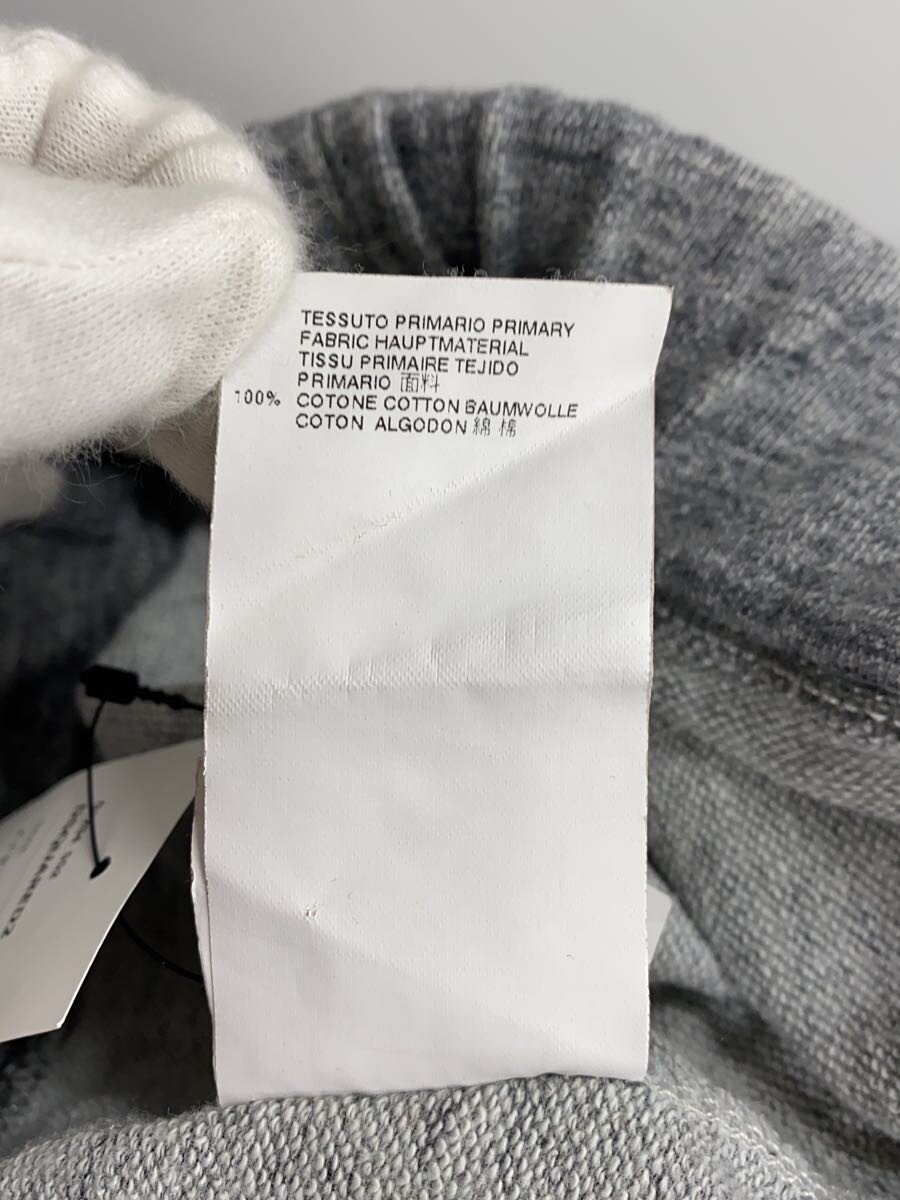 TESSUTO PRIMARIO PRIMARY
FABRIC HAUPTMATERIAL
TISSU PRIMAIRE TEJIDO
PRIMARIO 面料
100% COTONE COTTON BAUMWOLLE
COTON ALGODON 綿 棉